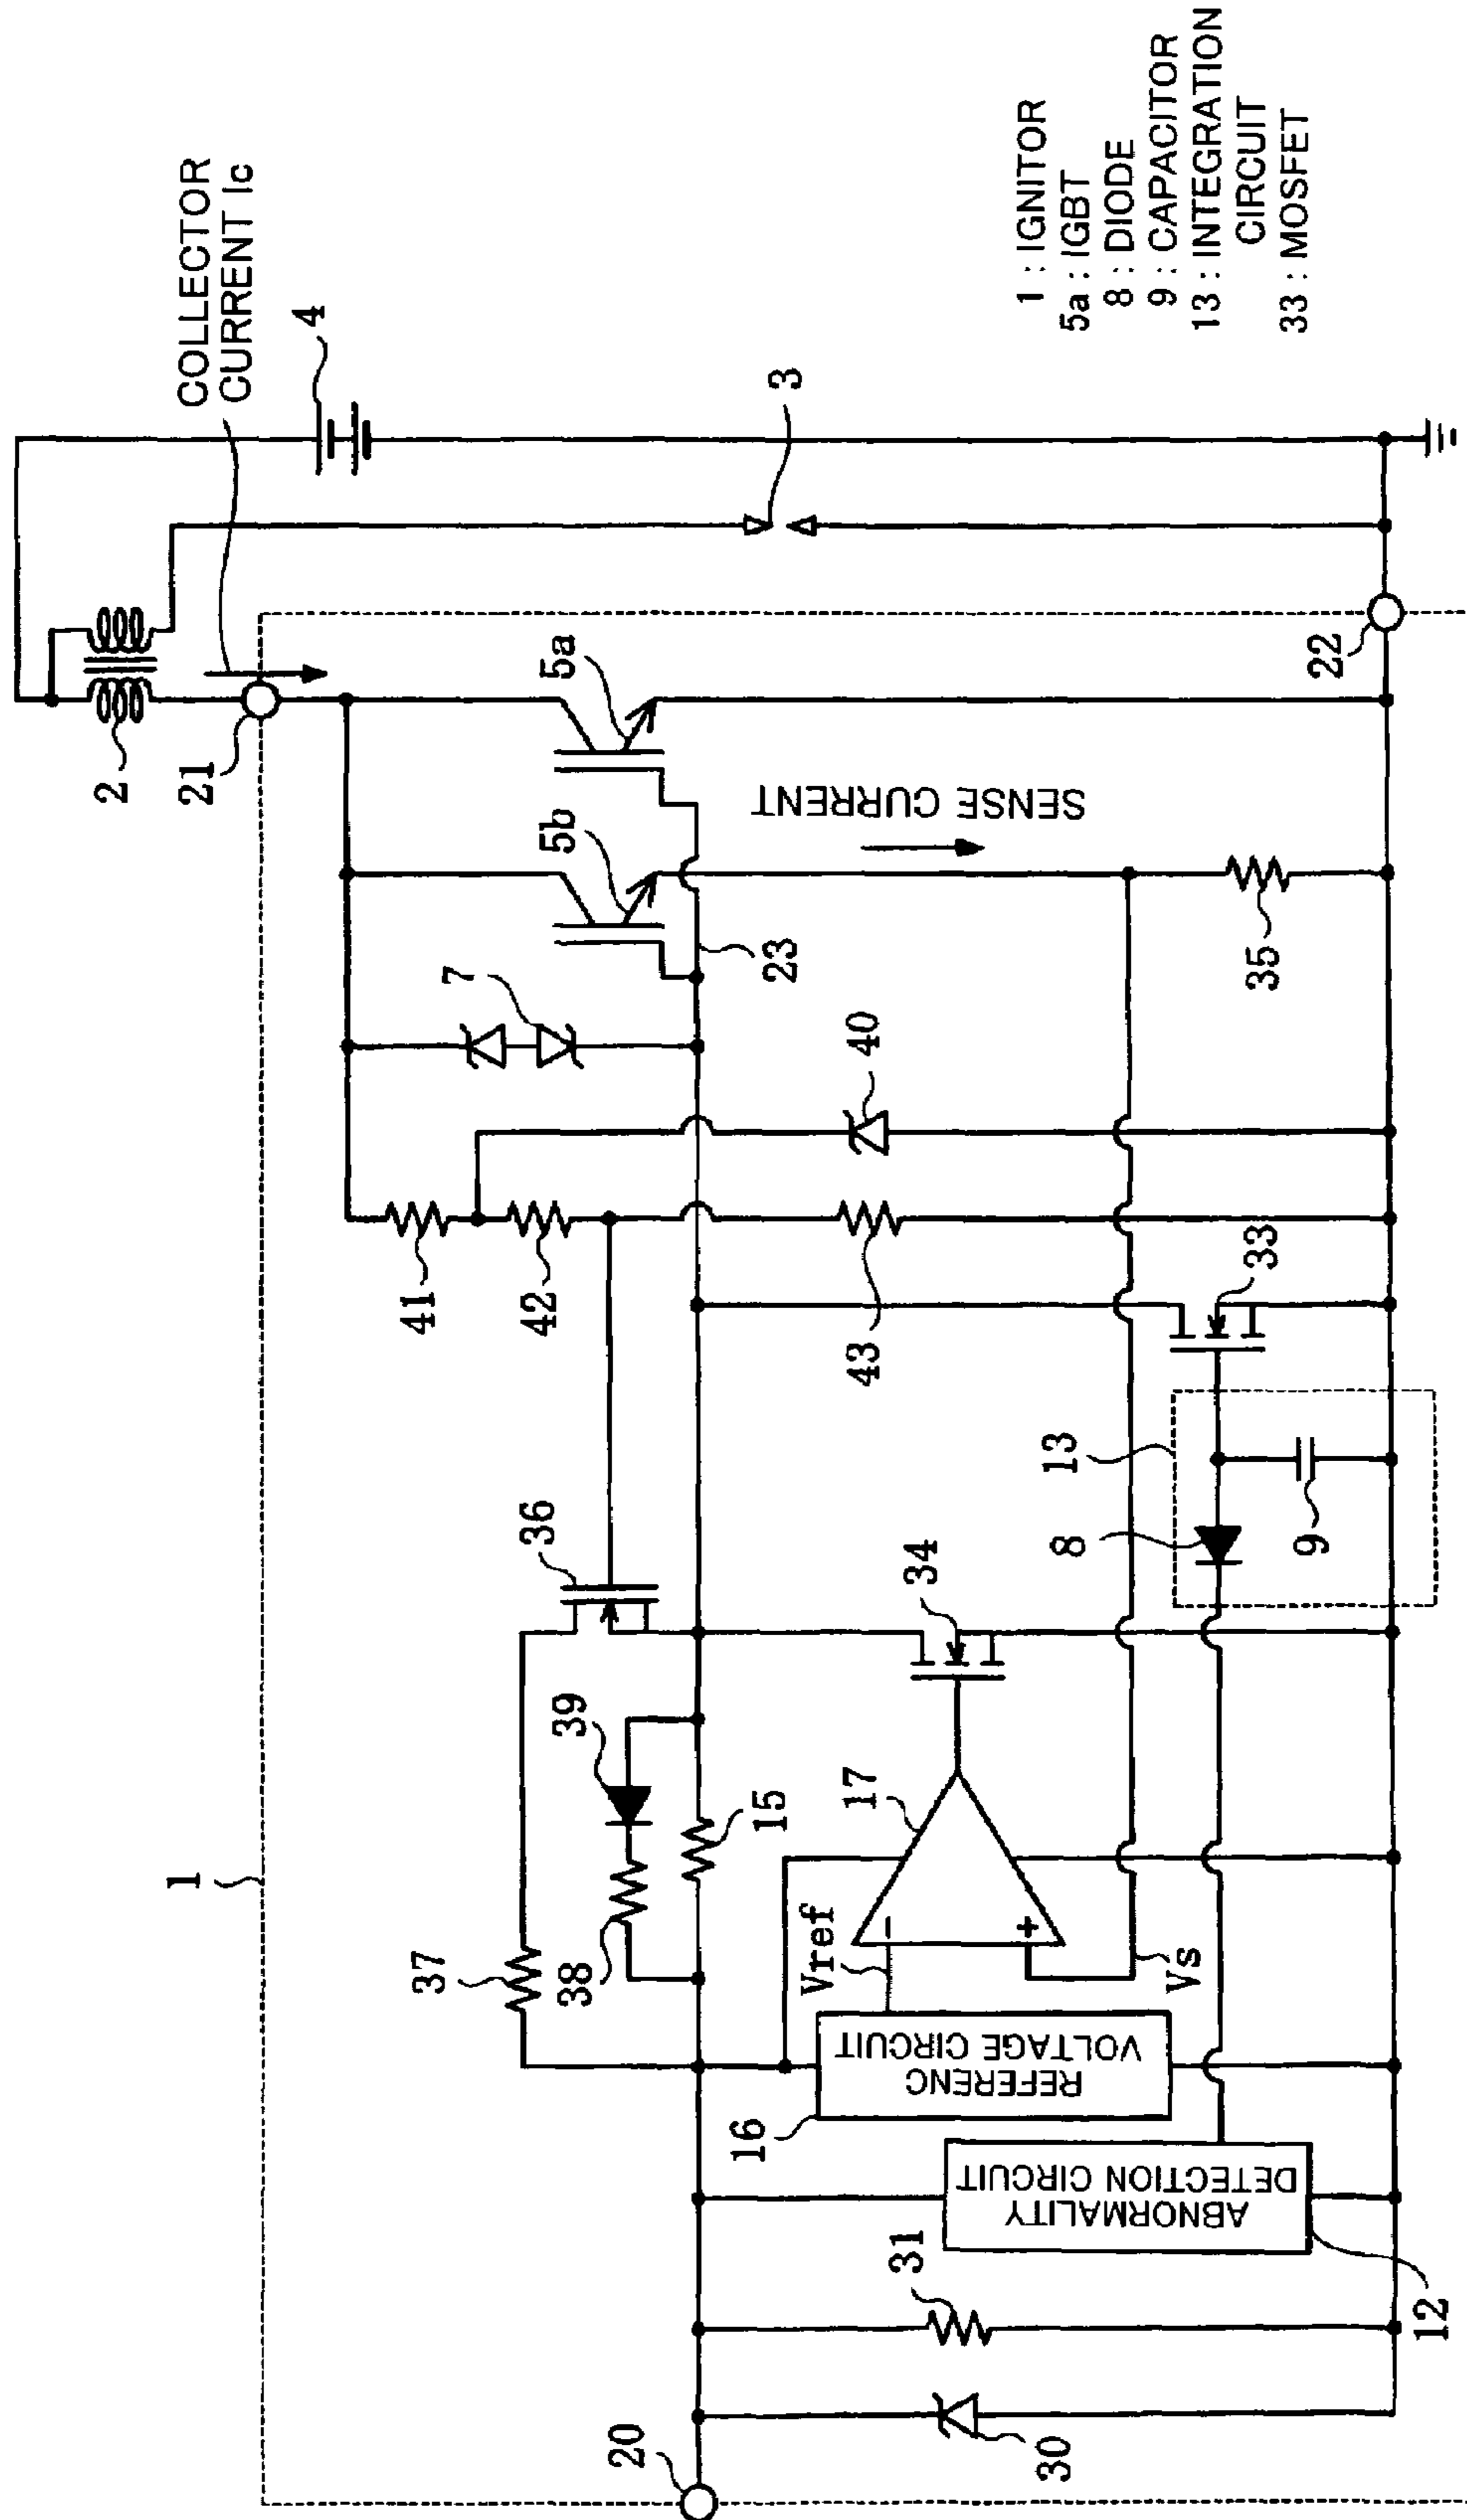 COLLECTOR
CURRENT Ic
4
3
2
21
1
5a
5b
22
SENSE CURRENT
7
23
35
40
41
42
43
33
13
36
34
8
9
39
15
17
37
38
Vref
−
+
Vs
REFERENC
VOLTAGE CIRCUIT
16
ABNORMALITY
DETECTION CIRCUIT
31
12
20
30
1 : IGNITOR
5a : IGBT
8 : DIODE
9 : CAPACITOR
13 : INTEGRATION
CIRCUIT
33 : MOSFET